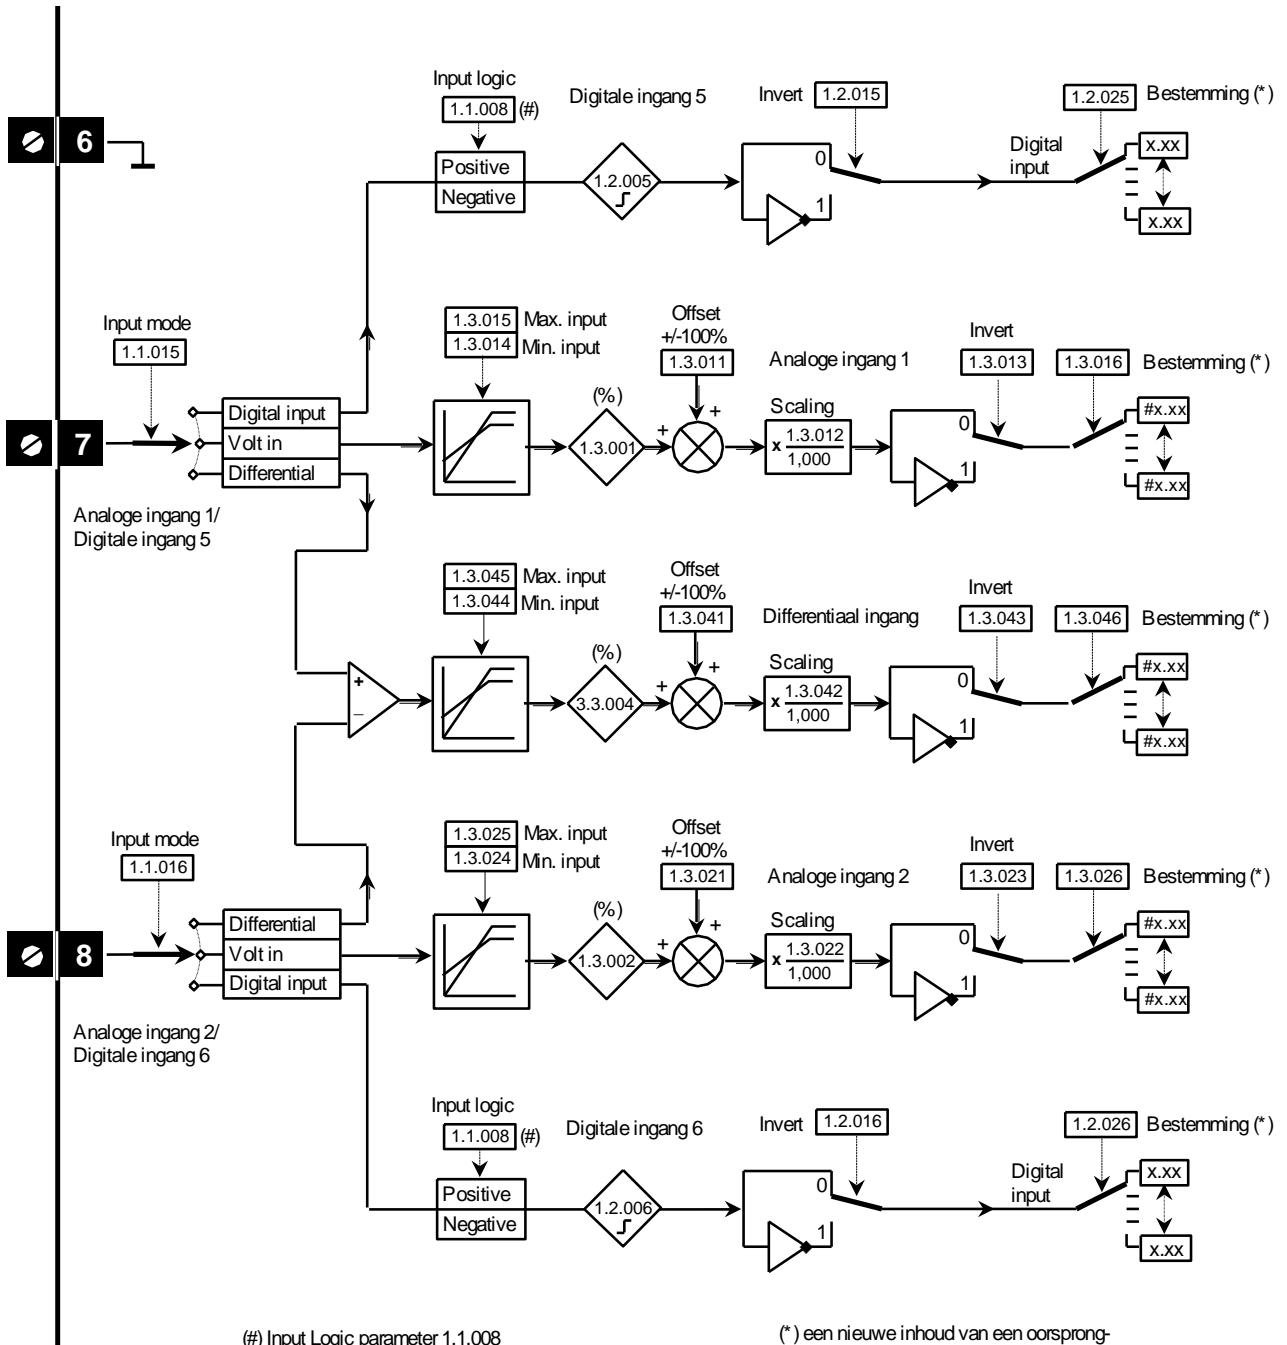 Input logic
1.1.008 (#)
Digitale ingang 5
Invert 1.2.015
1.2.025 Bestemming (*)
6
Positive
Negative
1.2.005
0
1
Digital
input
x.xx
x.xx
Input mode
1.1.015
1.3.015 Max. input
1.3.014 Min. input
Offset
+/-100%
1.3.011
Analoge ingang 1
Invert
1.3.013
1.3.016
Bestemming (*)
7
Digital input
Volt in
Differential
(%)
1.3.001
+
+
Scaling
x 1.3.012
1,000
0
1
#x.xx
#x.xx
Analoge ingang 1/
Digitale ingang 5
1.3.045 Max. input
1.3.044 Min. input
Offset
+/-100%
1.3.041
Differentiaal ingang
Invert
1.3.043
1.3.046
Bestemming (*)
+
−
(%)
3.3.004
+
+
Scaling
x 1.3.042
1,000
0
1
#x.xx
#x.xx
Input mode
1.1.016
1.3.025 Max. input
1.3.024 Min. input
Offset
+/-100%
1.3.021
Analoge ingang 2
Invert
1.3.023
1.3.026
Bestemming (*)
8
Differential
Volt in
Digital input
(%)
1.3.002
+
+
Scaling
x 1.3.022
1,000
0
1
#x.xx
#x.xx
Analoge ingang 2/
Digitale ingang 6
Input logic
1.1.008 (#)
Digitale ingang 6
Invert 1.2.016
1.2.026 Bestemming (*)
Positive
Negative
1.2.006
0
1
Digital
input
x.xx
x.xx
(#) Input Logic parameter 1.1.008
(*) een nieuwe inhoud van een oorsprong-